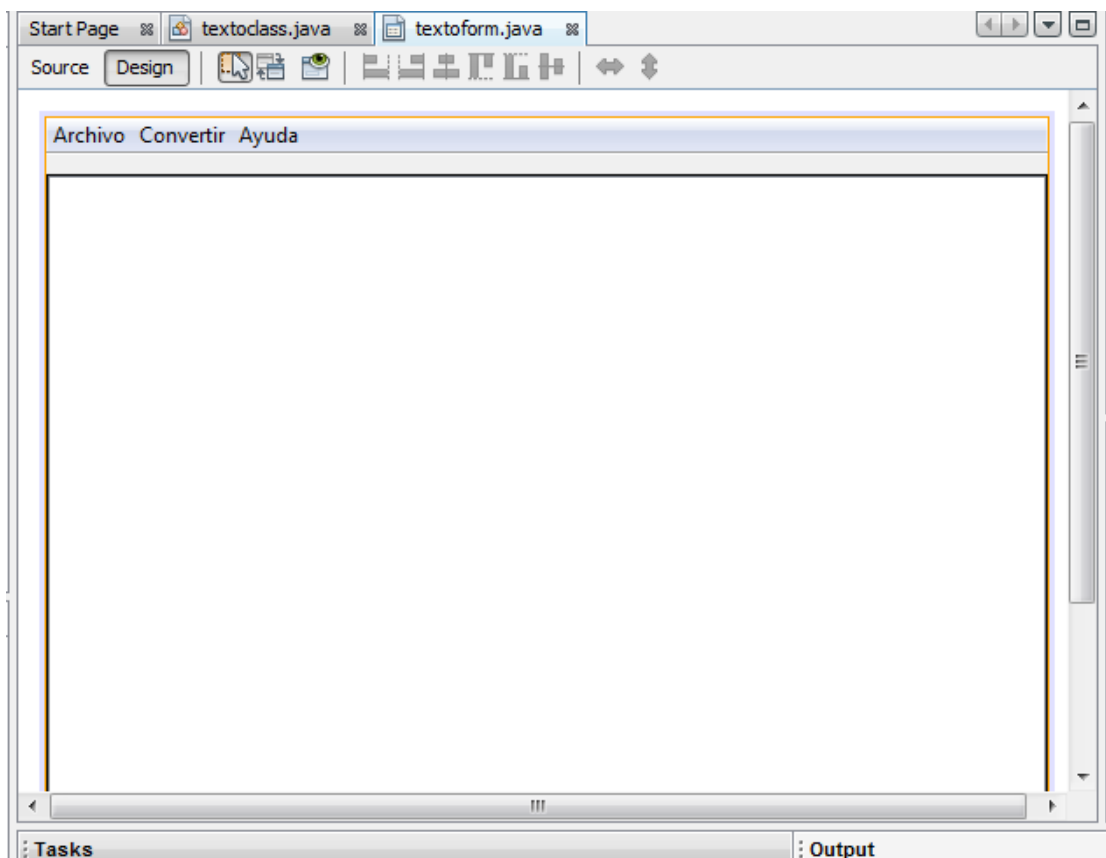 Start Page textoclass.java textoform.java
Source Design
Archivo Convertir Ayuda
Tasks Output